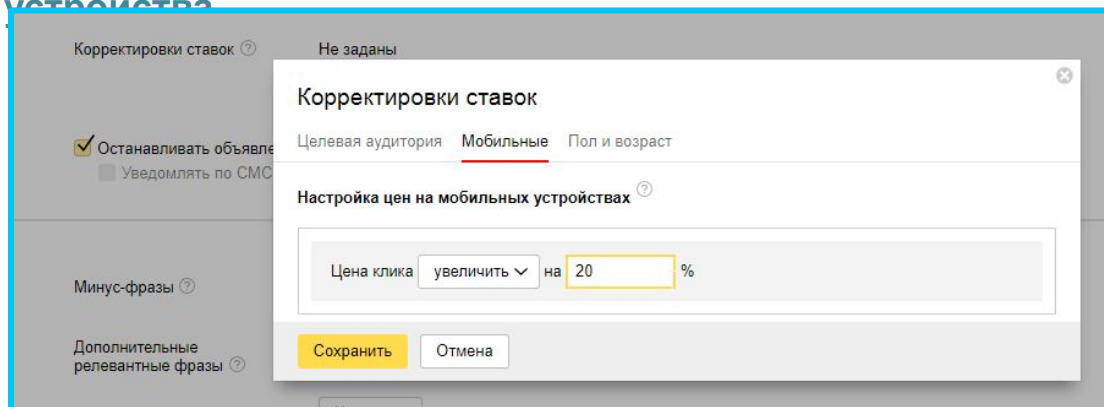 устройства
Корректировки ставок
Не заданы
Корректировки ставок
Целевая аудитория Мобильные Пол и возраст
Останавливать объявле
Уведомлять по СМС
Настройка цен на мобильных устройствах ?
Цена клика увеличить на 20 %
Минус-фразы ?
Дополнительные
релевантные фразы ?
Сохранить Отмена